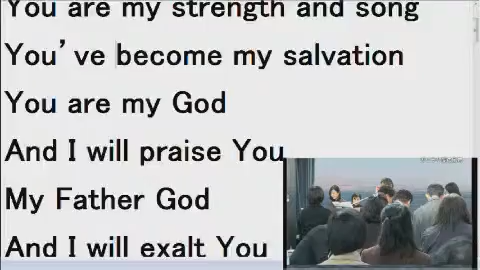 You are my strength and song
You've become my salvation
You are my God
And I will praise You
My Father God
And I will exalt You